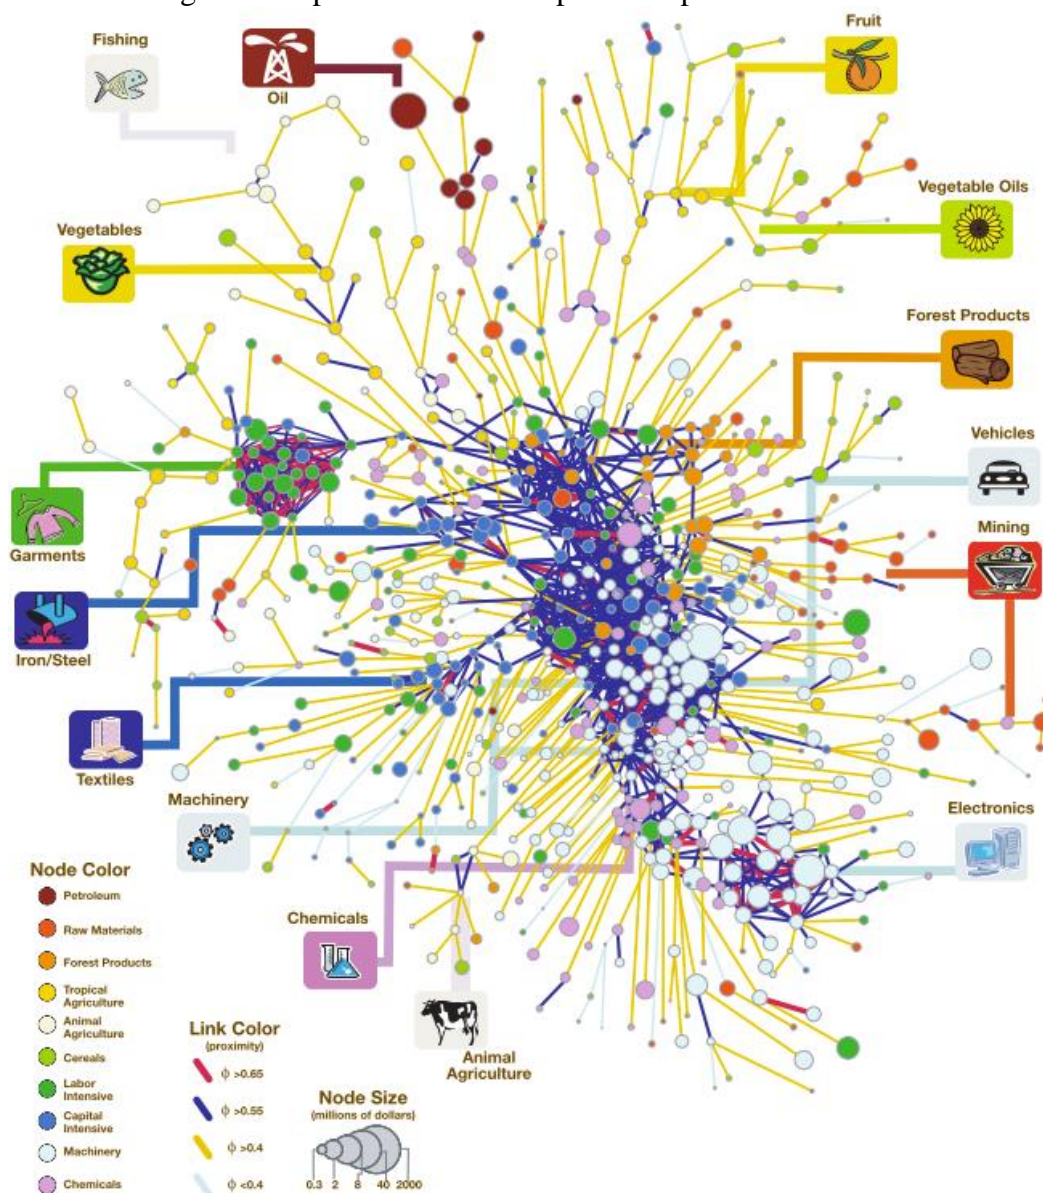 Fishing
Oil
Fruit
Vegetable Oils
Vegetables
Forest Products
Vehicles
Mining
Garments
Iron/Steel
Textiles
Machinery
Electronics
Chemicals
Animal
Agriculture
Node Color
Petroleum
Raw Materials
Forest Products
Tropical
Agriculture
Animal
Agriculture
Cereals
Labor
Intensive
Capital
Intensive
Machinery
Chemicals
Link Color
(proximity)
ϕ >0.65
ϕ >0.55
ϕ >0.4
ϕ <0.4
Node Size
(millions of dollars)
0.3 2 8 40 2000